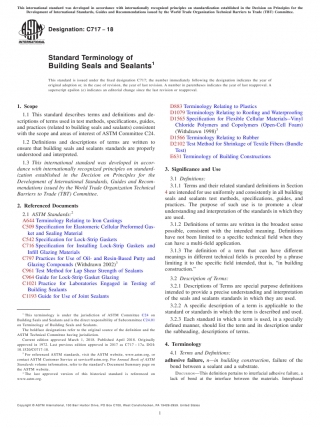 This international standard was developed in accordance with internationally recognized principles on standardization established in the Decision on Principles for the
Development of International Standards, Guides and Recommendations issued by the World Trade Organization Technical Barriers to Trade (TBT) Committee.
INTERNATIONAL
Designation: C717 − 18
Standard Terminology of
Building Seals and Sealants1
This standard is issued under the fixed designation C717; the number immediately following the designation indicates the year of
original adoption or, in the case of revision, the year of last revision. A number in parentheses indicates the year of last reapproval. A
superscript epsilon (ε) indicates an editorial change since the last revision or reapproval.
1. Scope
1.1 This standard describes terms and definitions and de-
scriptions of terms used in test methods, specifications, guides,
and practices (related to building seals and sealants) consistent
with the scope and areas of interest of ASTM Committee C24.
1.2 Definitions and descriptions of terms are written to
ensure that building seals and sealants standards are properly
understood and interpreted.
1.3 This international standard was developed in accor-
dance with internationally recognized principles on standard-
ization established in the Decision on Principles for the
Development of International Standards, Guides and Recom-
mendations issued by the World Trade Organization Technical
Barriers to Trade (TBT) Committee.
2. Referenced Documents
2.1 ASTM Standards:2
A644 Terminology Relating to Iron Castings
C509 Specification for Elastomeric Cellular Preformed Gas-
ket and Sealing Material
C542 Specification for Lock-Strip Gaskets
C716 Specification for Installing Lock-Strip Gaskets and
Infill Glazing Materials
C797 Practices for Use of Oil- and Resin-Based Putty and
Glazing Compounds (Withdrawn 2002)3
C961 Test Method for Lap Shear Strength of Sealants
C964 Guide for Lock-Strip Gasket Glazing
C1021 Practice for Laboratories Engaged in Testing of
Building Sealants
C1193 Guide for Use of Joint Sealants
1 This terminology is under the jurisdiction of ASTM Committee C24 on
Building Seals and Sealants and is the direct responsibility of Subcommittee
on Terminology of Building Seals and Sealants.
The boldface designations refer to the original source of the definition and the
ASTM Technical Committee having jurisdiction.
Current edition approved March 1, 2018. Published April 2018. Originally
approved in 1972. Last previous edition approved in 2017 as C717 – 17a. DOI:
10.1520/C0717-18.
2 For referenced ASTM standards, visit the ASTM website, www.astm.org, or
contact ASTM Customer Service at service@astm.org. For Annual Book of ASTM
Standards volume information, refer to the standard's Document Summary page on
the ASTM website.
3 The last approved version of this historical standard is referenced on
www.astm.org.
D883 Terminology Relating to Plastics
D1079 Terminology Relating to Roofing and Waterproofing
D1565 Specification for Flexible Cellular Materials—Vinyl
Chloride Polymers and Copolymers (Open-Cell Foam)
(Withdrawn 1998)3
D1566 Terminology Relating to Rubber
D2102 Test Method for Shrinkage of Textile Fibers (Bundle
Test)
E631 Terminology of Building Constructions
3. Significance and Use
3.1 Definitions:
3.1.1 Terms and their related standard definitions in Section
4 are intended for use uniformly and consistently in all building
seals and sealants test methods, specifications, guides, and
practices. The purpose of such use is to promote a clear
understanding and interpretation of the standards in which they
are used.
3.1.2 Definitions of terms are written in the broadest sense
possible, consistent with the intended meaning. Definitions
have not been limited to a specific technical field when they
can have a multi-field application.
3.1.3 The definition of a term that can have different
meanings in different technical fields is preceded by a phrase
limiting it to the specific field intended, that is, "in building
construction."
3.2 Description of Terms:
3.2.1 Descriptions of Terms are special purpose definitions
intended to provide a precise understanding and interpretation
of the seals and sealants standards in which they are used.
3.2.2 A specific description of a term is applicable to the
standard or standards in which the term is described and used.
3.2.3 Each standard in which a term is used, in a specially
defined manner, should list the term and its description under
the subheading, descriptions of terms.
4. Terminology
4.1 Terms and Definitions:
adhesive failure, n—in building construction, failure of the
bond between a sealant and a substrate.
DISCUSSION—This definition pertains to interfacial adhesive failure, a
lack of bond at the interface between the materials. Interphasal
Copyright © ASTM International, 100 Barr Harbor Drive, PO Box C700, West Conshohocken, PA 19428-2959. United States
1